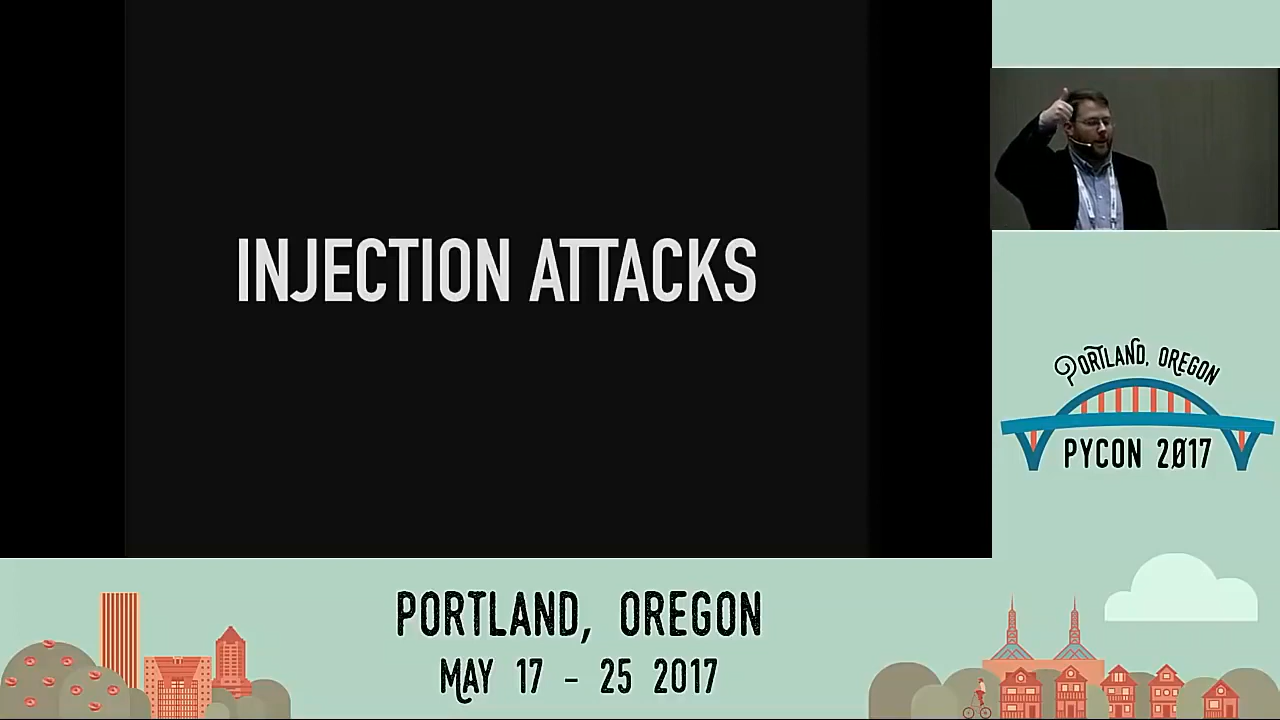 INJECTION ATTACKS
PORTLAND, OREGON
PYCON 2017
PORTLAND, OREGON
MAY 17 - 25 2017